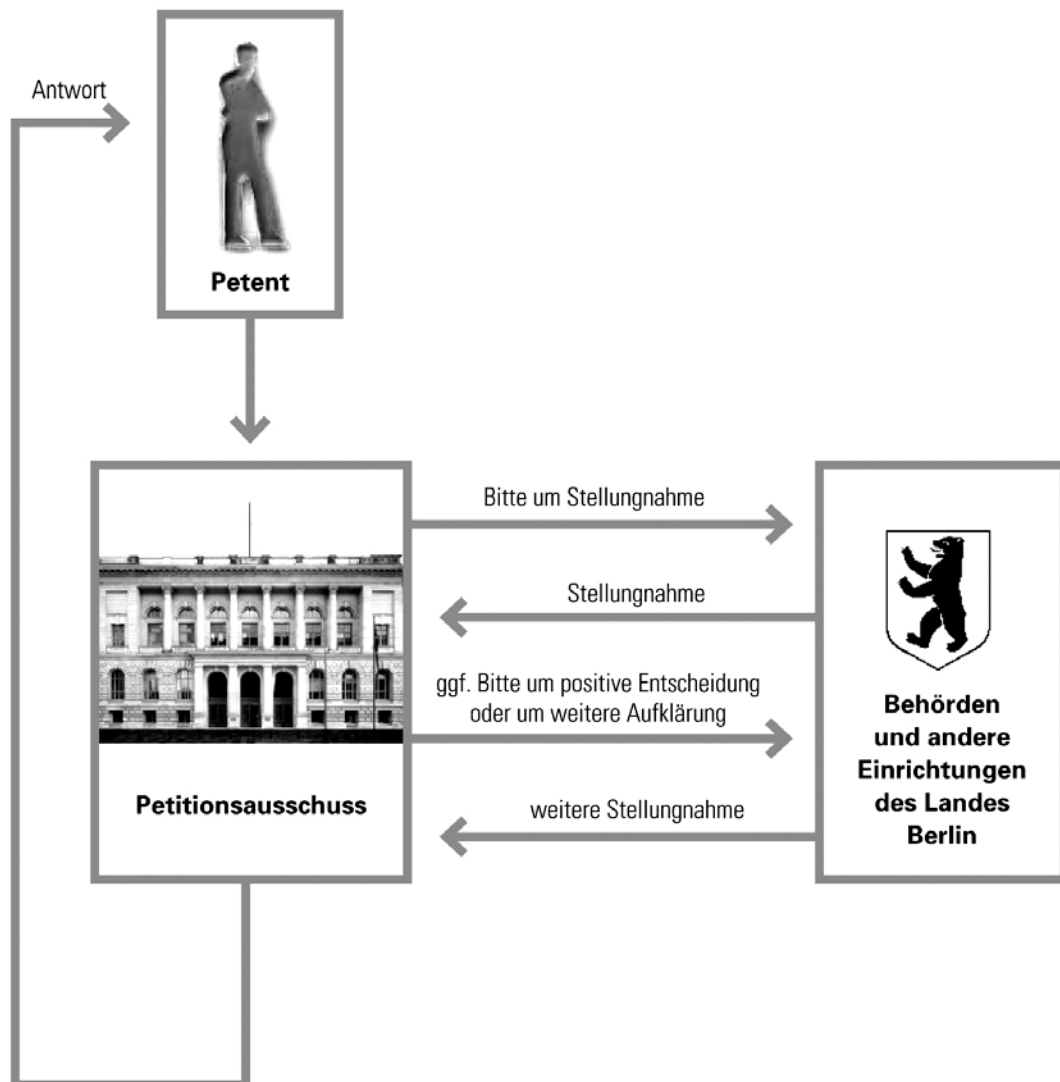 Antwort
Petent
Bitte um Stellungnahme
Stellungnahme
ggf. Bitte um positive Entscheidung
oder um weitere Aufklärung
weitere Stellungnahme
Petitionsausschuss
Behörden
und andere
Einrichtungen
des Landes
Berlin